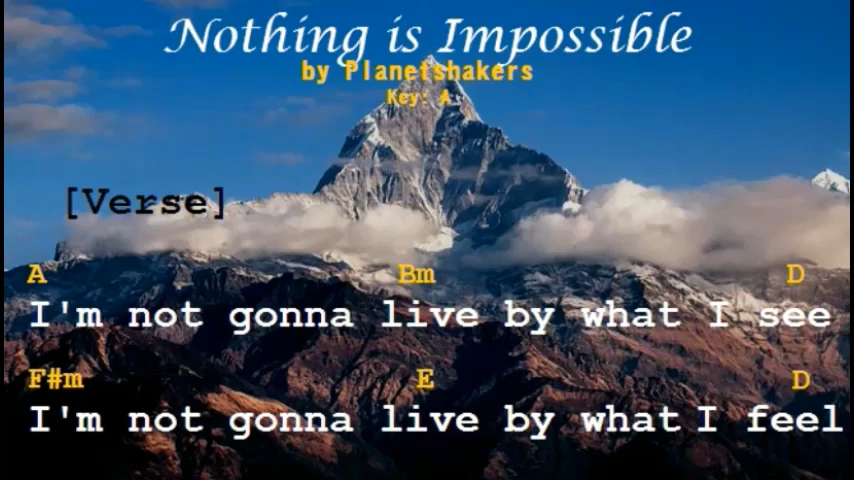 Nothing is Impossible
by Planetshakers
Key: A
[Verse]
A Bm D
I'm not gonna live by what I see
F#m E D
I'm not gonna live by what I feel